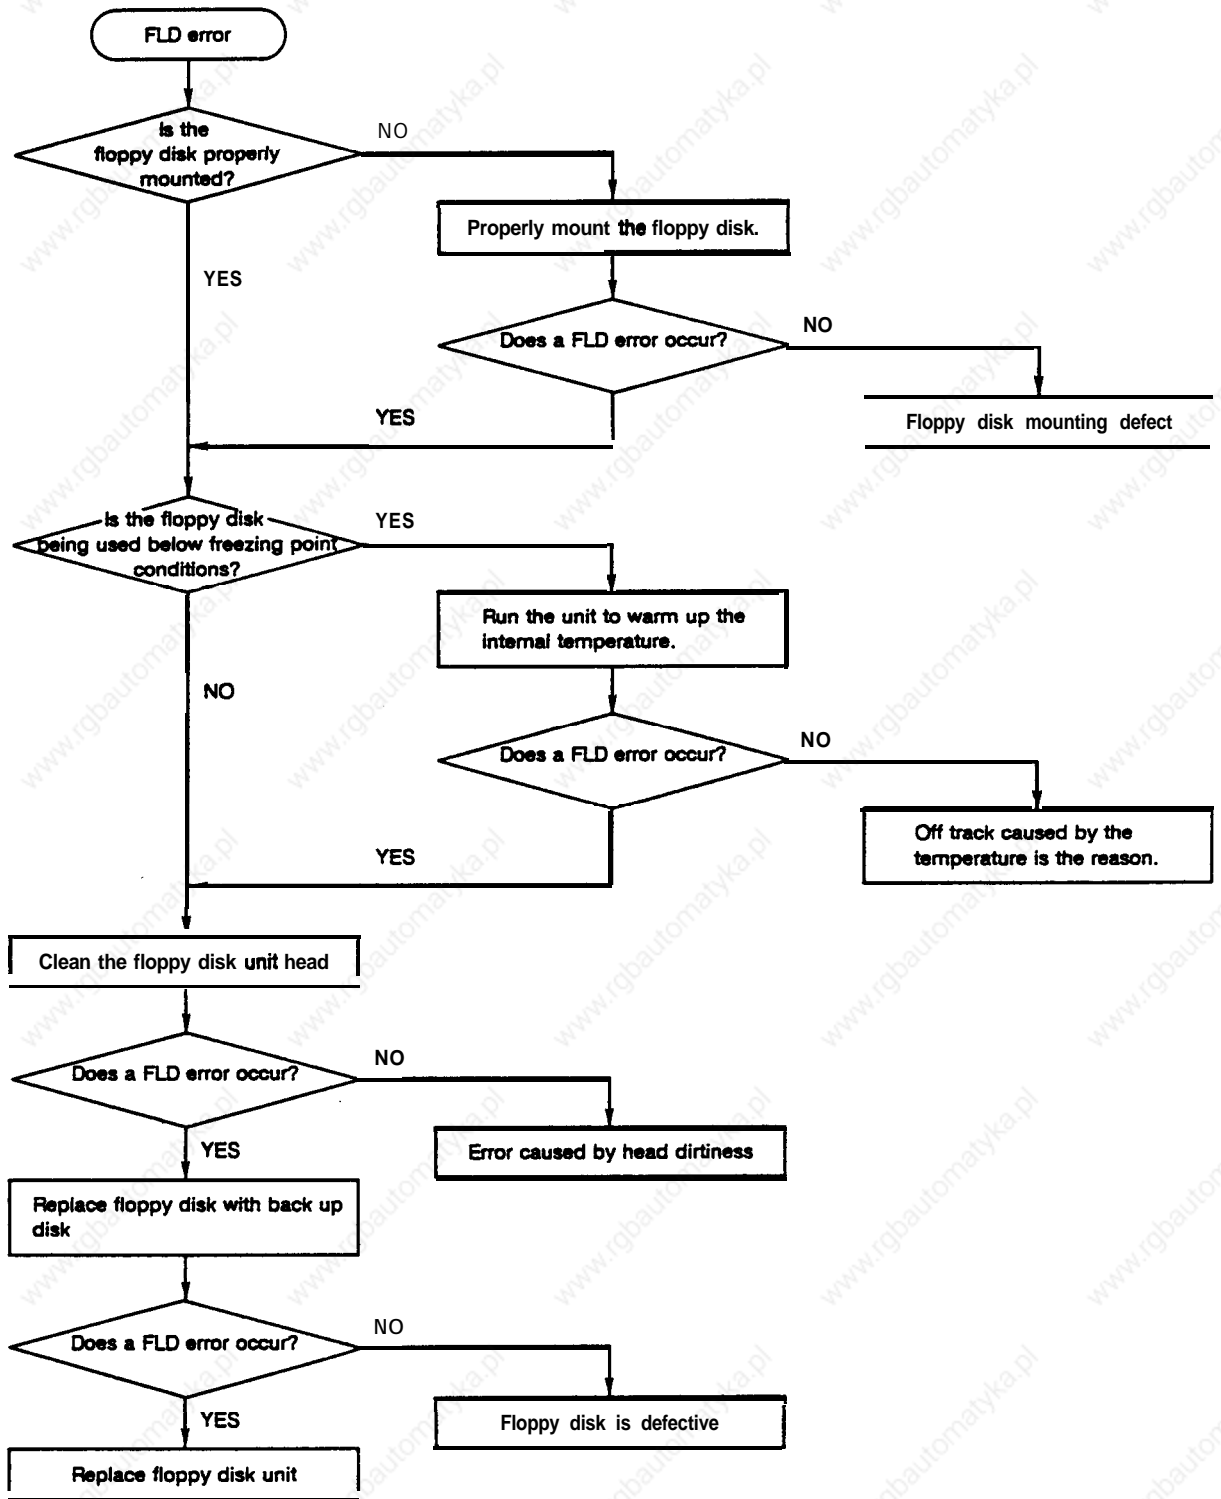 FLD error
Is the
floppy disk properly
mounted?
NO
Properly mount the floppy disk.
YES
Does a FLD error occur?
NO
YES
Floppy disk mounting defect
Is the floppy disk
being used below freezing point
conditions?
YES
Run the unit to warm up the
internal temperature.
NO
Does a FLD error occur?
NO
YES
Off track caused by the
temperature is the reason.
Clean the floppy disk unit head
Does a FLD error occur?
NO
YES
Error caused by head dirtiness
Replace floppy disk with back up
disk
Does a FLD error occur?
NO
YES
Floppy disk is defective
Replace floppy disk unit
www.rgbautomatyka.pl